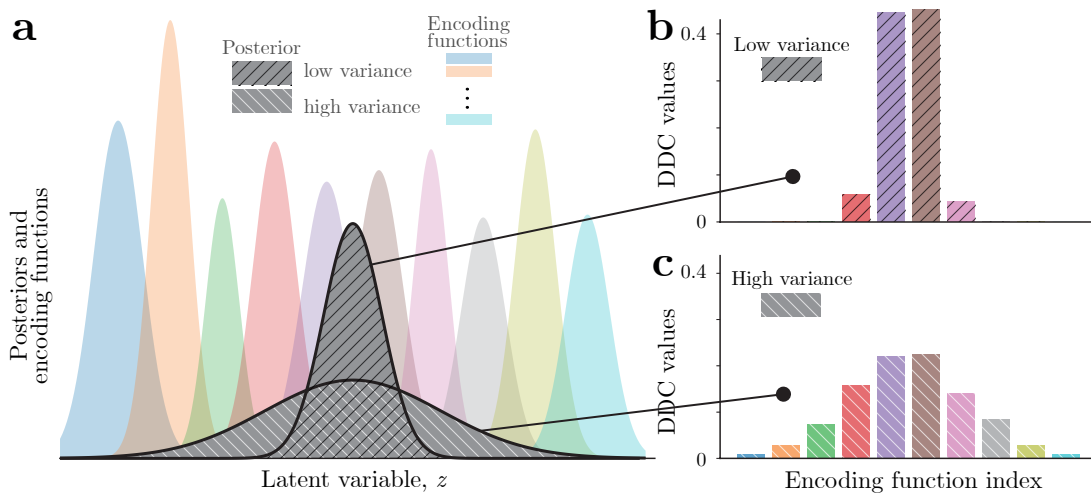 a
Posterior
low variance
high variance
Encoding
functions
Posteriors and
encoding functions
Latent variable, z
b
0.4
Low variance
DDC values
0
c
0.4
High variance
DDC values
0
Encoding function index